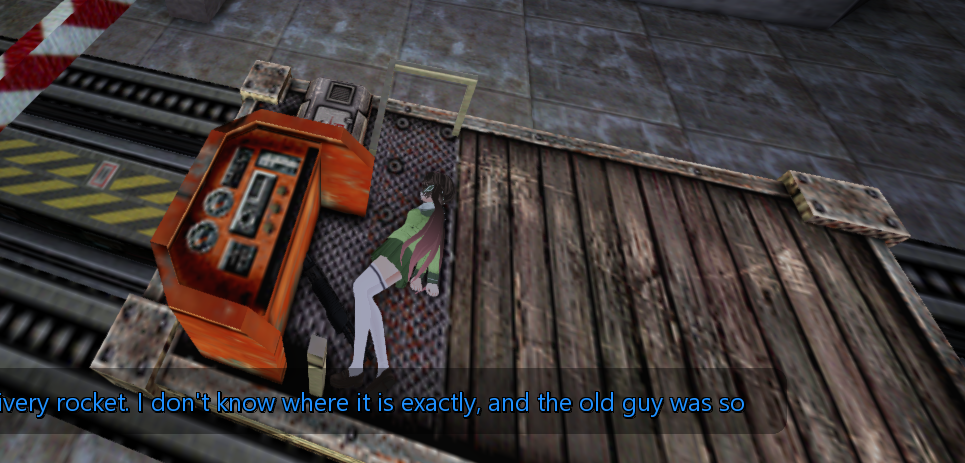 ivery rocket. I don't know where it is exactly, and the old guy was so